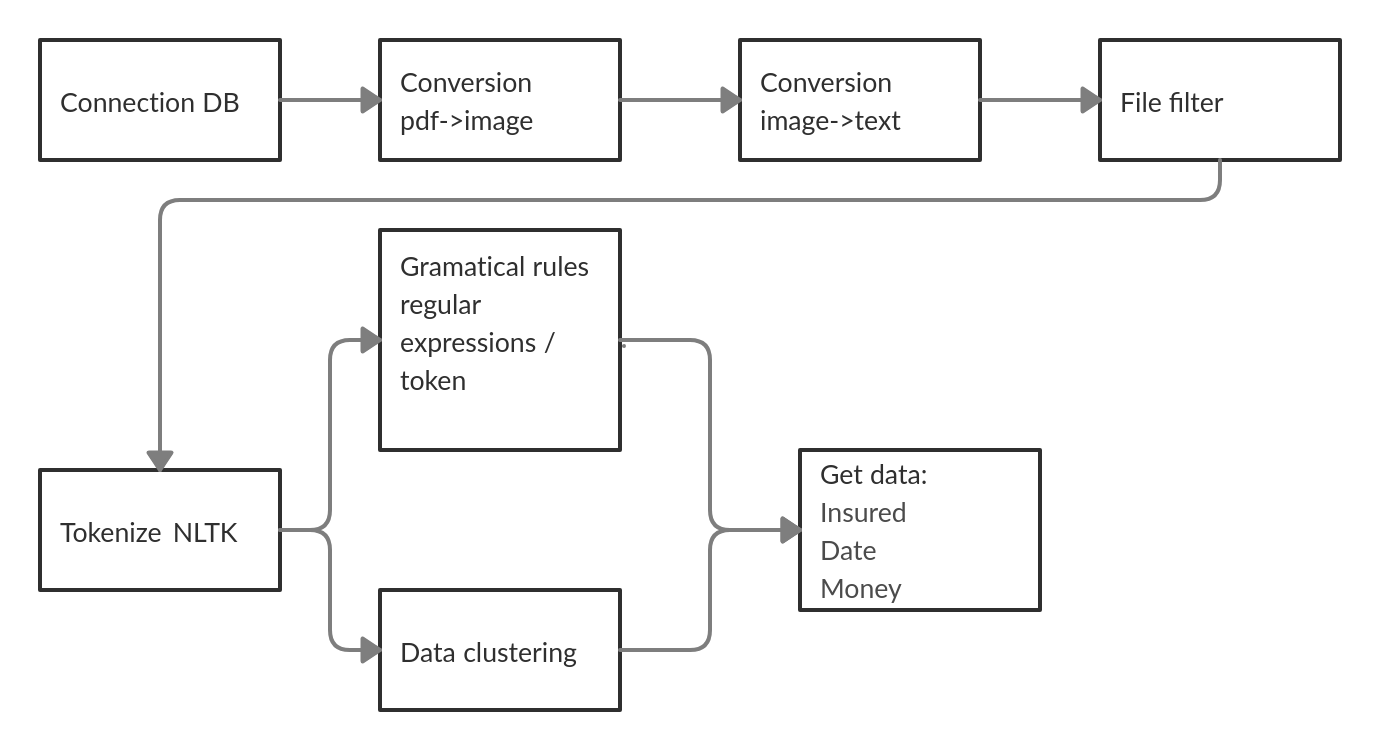 Connection DB
Conversion
pdf->image
Conversion
image->text
File filter
Gramatical rules
regular
expressions /
token
Tokenize NLTK
Data clustering
Get data:
Insured
Date
Money